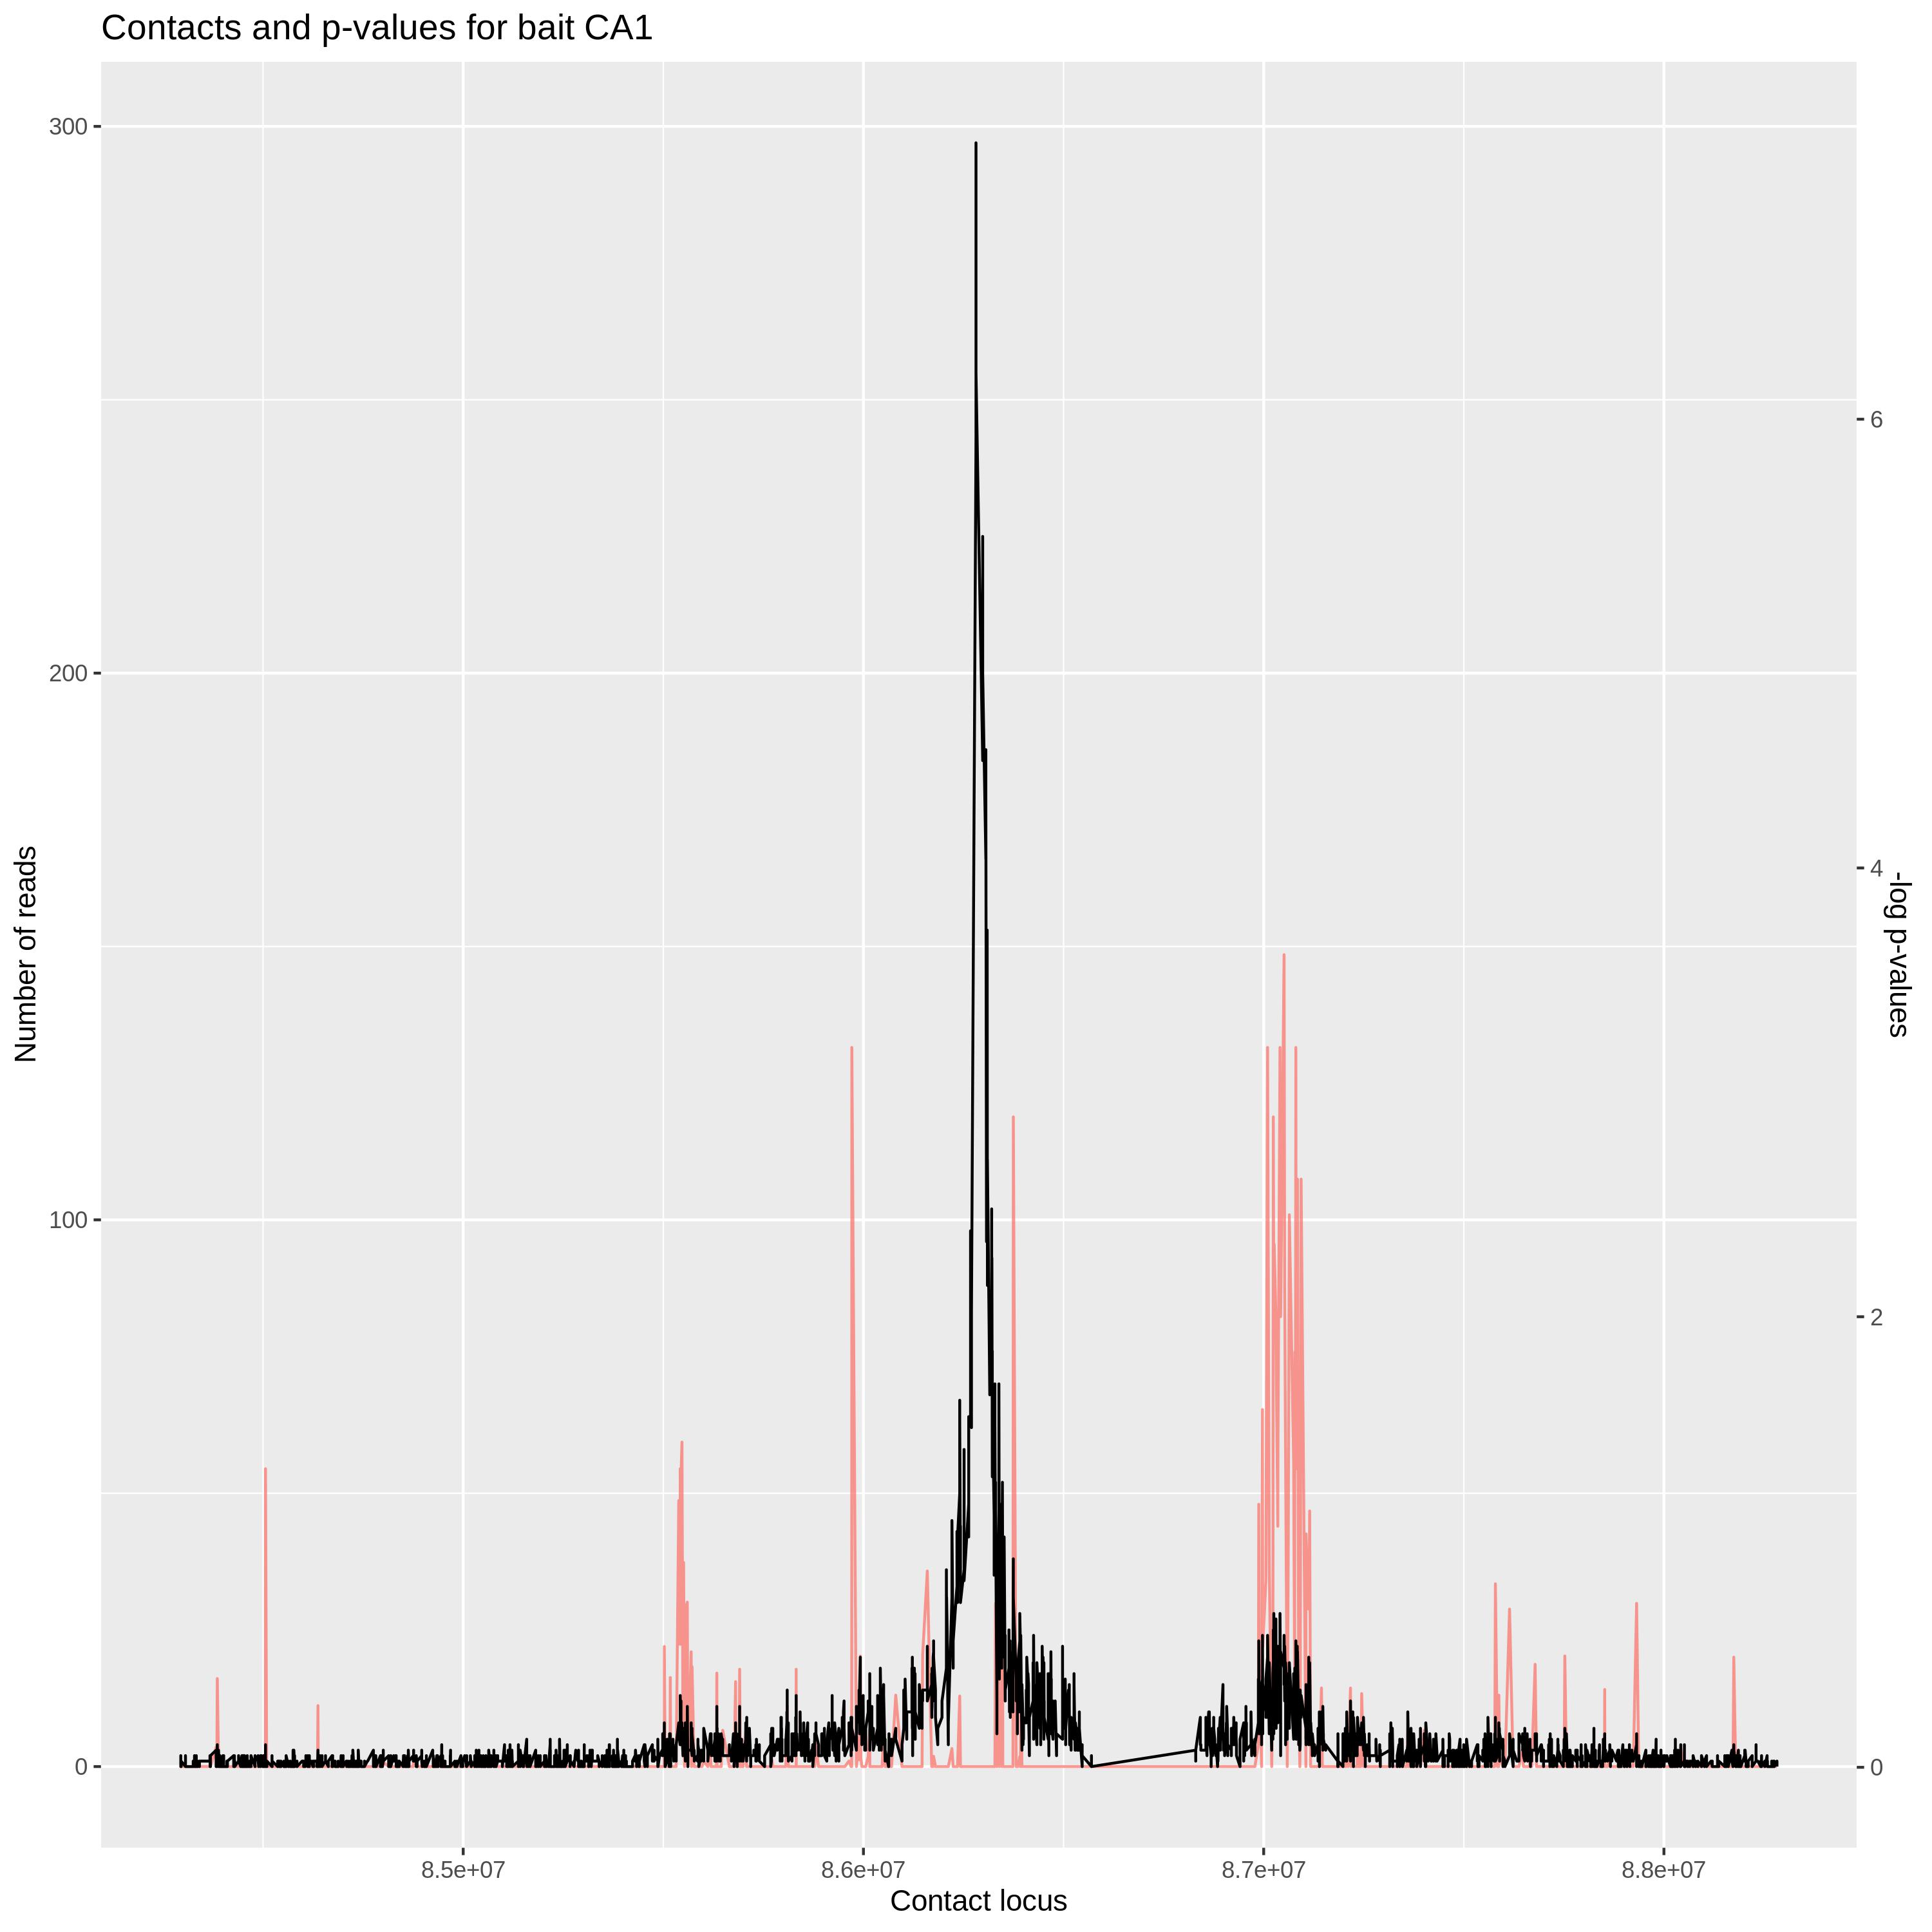 Contacts and p-values for bait CA1
300
200
100
0
Number of reads
6
4
2
0
-log p-values
8.5e+07
8.6e+07
8.7e+07
8.8e+07
Contact locus